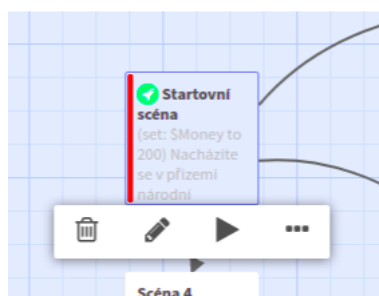 Startovní
scéna
(set: $Money to
200) Nacházíte
se v přízemí
národní
Scéna 4